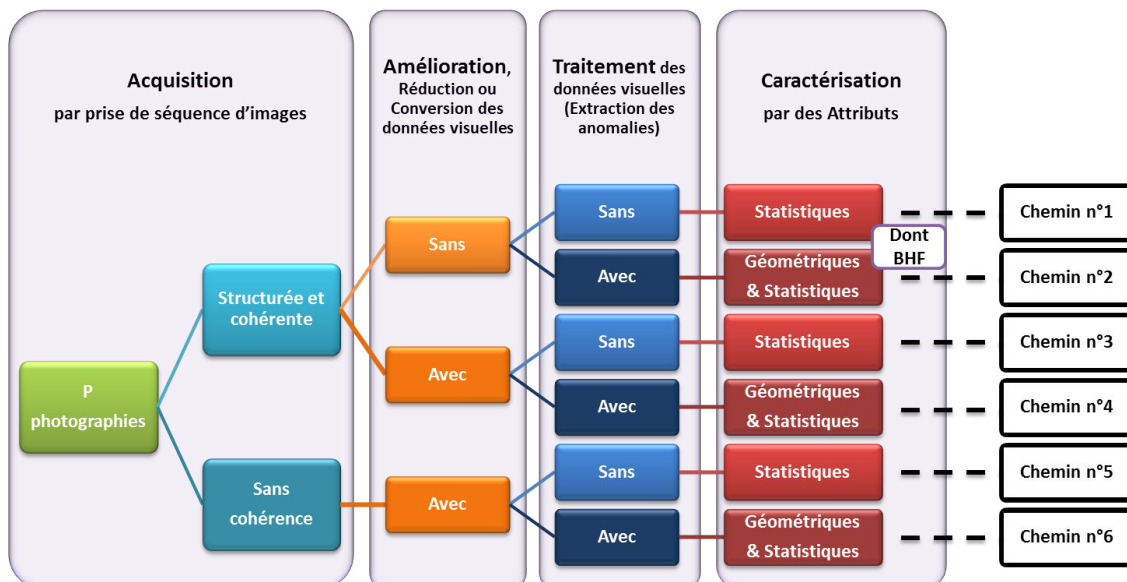 Acquisition
par prise de séquence d'images
Amélioration,
Réduction ou
Conversion des
données visuelles
Traitement des
données visuelles
(Extraction des
anomalies)
Caractérisation
par des Attributs
P
photographies
Structurée et
cohérente
Sans
cohérence
Sans
Avec
Avec
Sans
Avec
Sans
Avec
Sans
Avec
Statistiques
Géométriques
& Statistiques
Statistiques
Géométriques
& Statistiques
Statistiques
Géométriques
& Statistiques
Dont
BHF
Chemin n°1
Chemin n°2
Chemin n°3
Chemin n°4
Chemin n°5
Chemin n°6